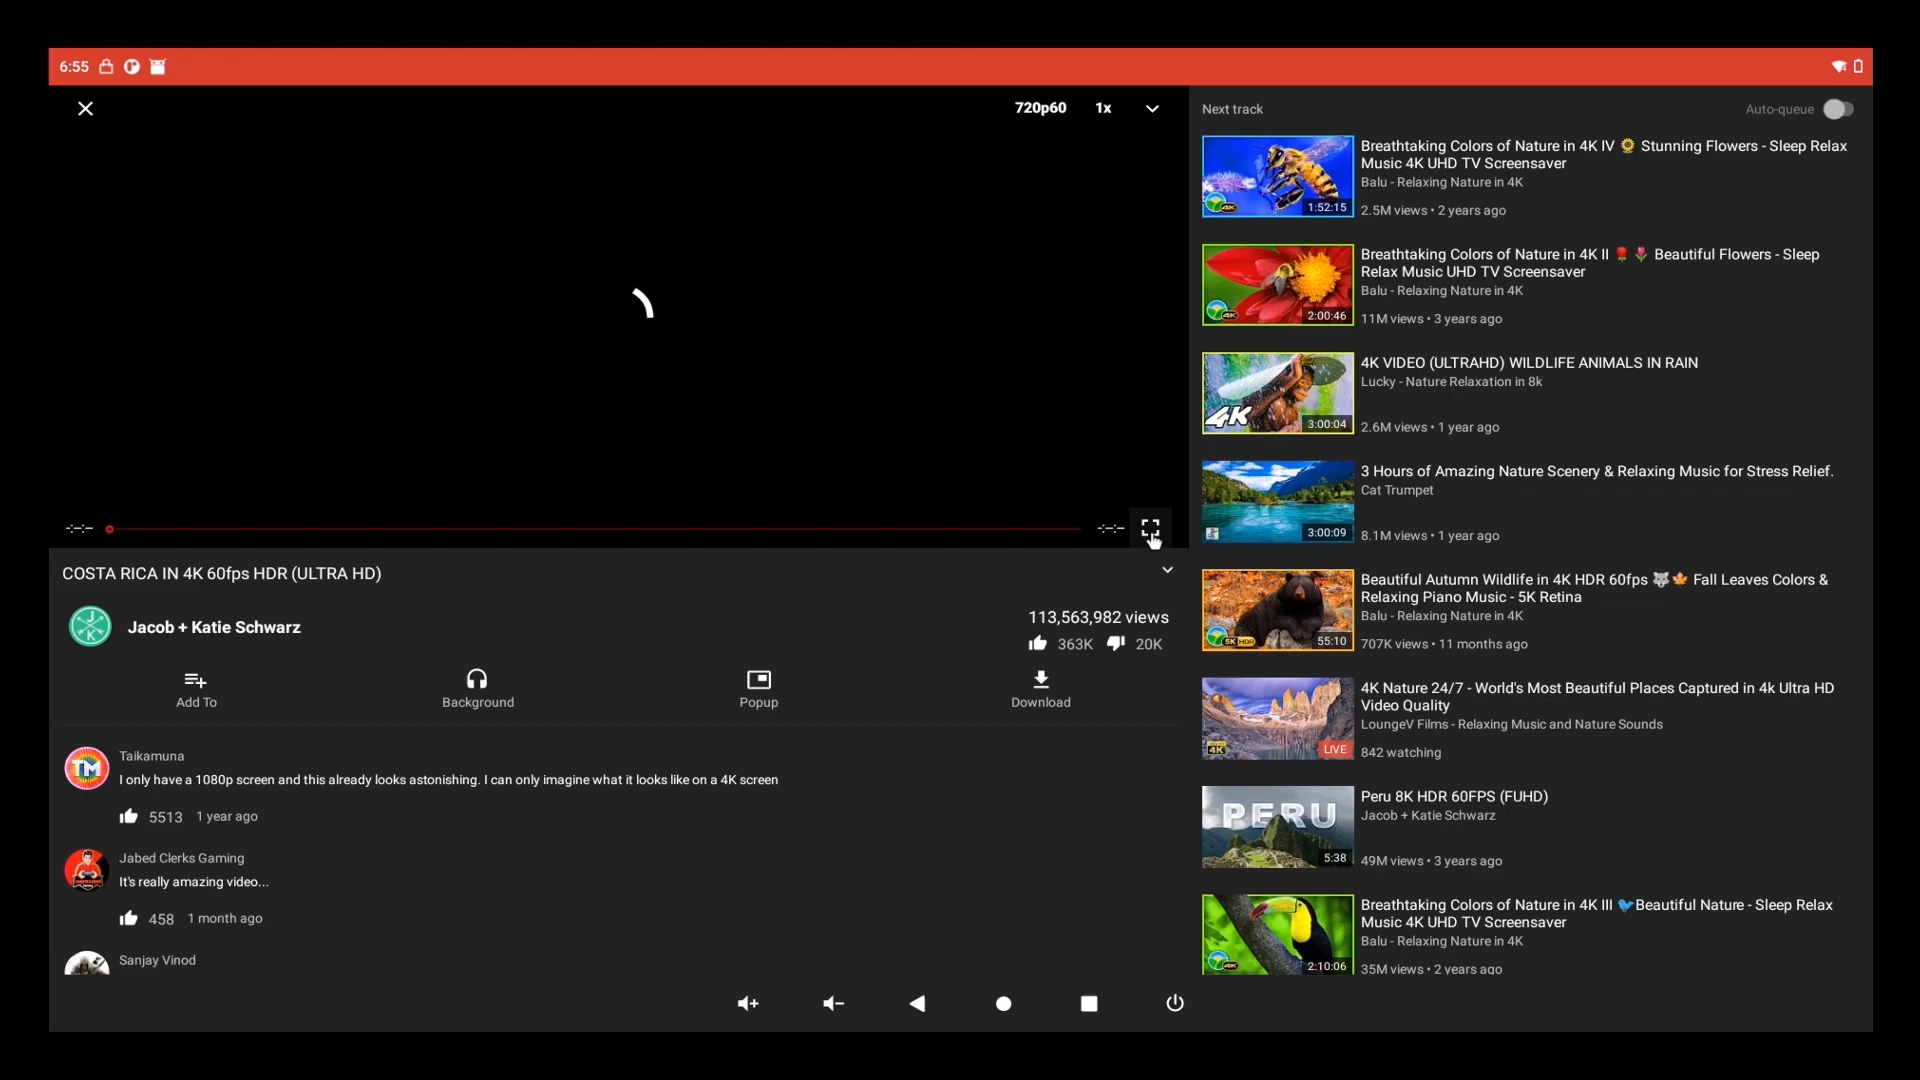 6:55
720p60 1x
-:--:--
-:--:--
COSTA RICA IN 4K 60fps HDR (ULTRA HD)
Jacob + Katie Schwarz
113,563,982 views
363K 20K
Add To
Background
Popup
Download
Taikamuna
I only have a 1080p screen and this already looks astonishing. I can only imagine what it looks like on a 4K screen
5513 1 year ago
Jabed Clerks Gaming
It's really amazing video...
458 1 month ago
Sanjay Vinod
Next track
Auto-queue
1:52:15
Breathtaking Colors of Nature in 4K IV 🌻 Stunning Flowers - Sleep Relax
Music 4K UHD TV Screensaver
Balu - Relaxing Nature in 4K
2.5M views • 2 years ago
4K
2:00:46
Breathtaking Colors of Nature in 4K II 🌹 🌷 Beautiful Flowers - Sleep
Relax Music UHD TV Screensaver
Balu - Relaxing Nature in 4K
11M views • 3 years ago
4K
3:00:04
4K VIDEO (ULTRAHD) WILDLIFE ANIMALS IN RAIN
Lucky - Nature Relaxation in 8k
2.6M views • 1 year ago
4K
3:00:09
3 Hours of Amazing Nature Scenery & Relaxing Music for Stress Relief.
Cat Trumpet
8.1M views • 1 year ago
5K HDR
55:10
Beautiful Autumn Wildlife in 4K HDR 60fps 🐺🍁 Fall Leaves Colors &
Relaxing Piano Music - 5K Retina
Balu - Relaxing Nature in 4K
707K views • 11 months ago
4K
LIVE
4K Nature 24/7 - World's Most Beautiful Places Captured in 4k Ultra HD
Video Quality
LoungeV Films - Relaxing Music and Nature Sounds
842 watching
PERU
5:38
Peru 8K HDR 60FPS (FUHD)
Jacob + Katie Schwarz
49M views • 3 years ago
4K
2:10:06
Breathtaking Colors of Nature in 4K III 🐦Beautiful Nature - Sleep Relax
Music 4K UHD TV Screensaver
Balu - Relaxing Nature in 4K
35M views • 2 years ago